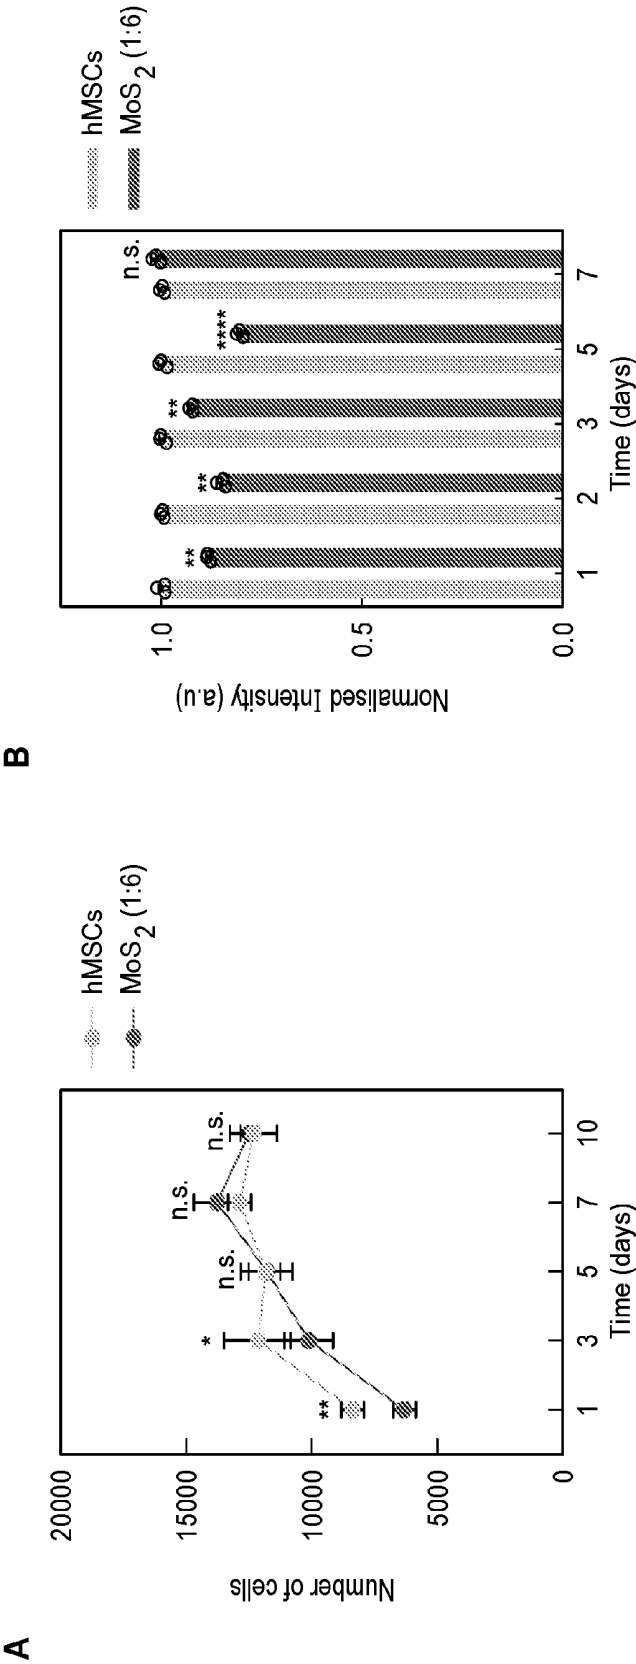 A
Number of cells
20000
15000
10000
5000
0
**
*
n.s.
n.s.
n.s.
1
3
5
7
10
Time (days)
hMSCs
MoS2 (1:6)
B
Normalised Intensity (a.u)
1.0
0.5
0.0
**
**
**
****
n.s.
1
2
3
5
7
Time (days)
hMSCs
MoS2 (1:6)